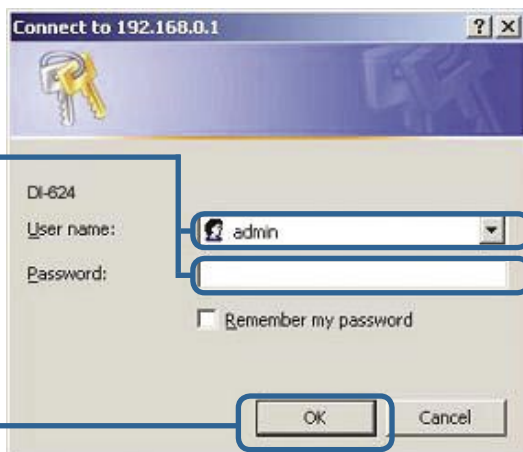 Connect to 192.168.0.1
?
DI-624
User name:
admin
Password:
Remember my password
OK
Cancel